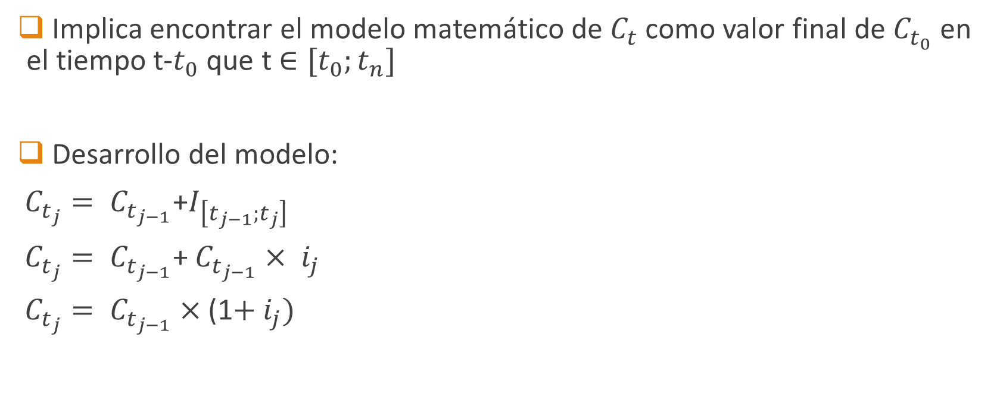 ❑ Implica encontrar el modelo matemático de $C_t$ como valor final de $C_{t_0}$ en
el tiempo t-$t_0$ que t ∈ $[t_0; t_n]$
❑ Desarrollo del modelo:
$C_{t_j} = C_{t_{j-1}} + I_{[t_{j-1};t_j]}$
$C_{t_j} = C_{t_{j-1}} + C_{t_{j-1}} \times i_j$
$C_{t_j} = C_{t_{j-1}} \times (1 + i_j)$